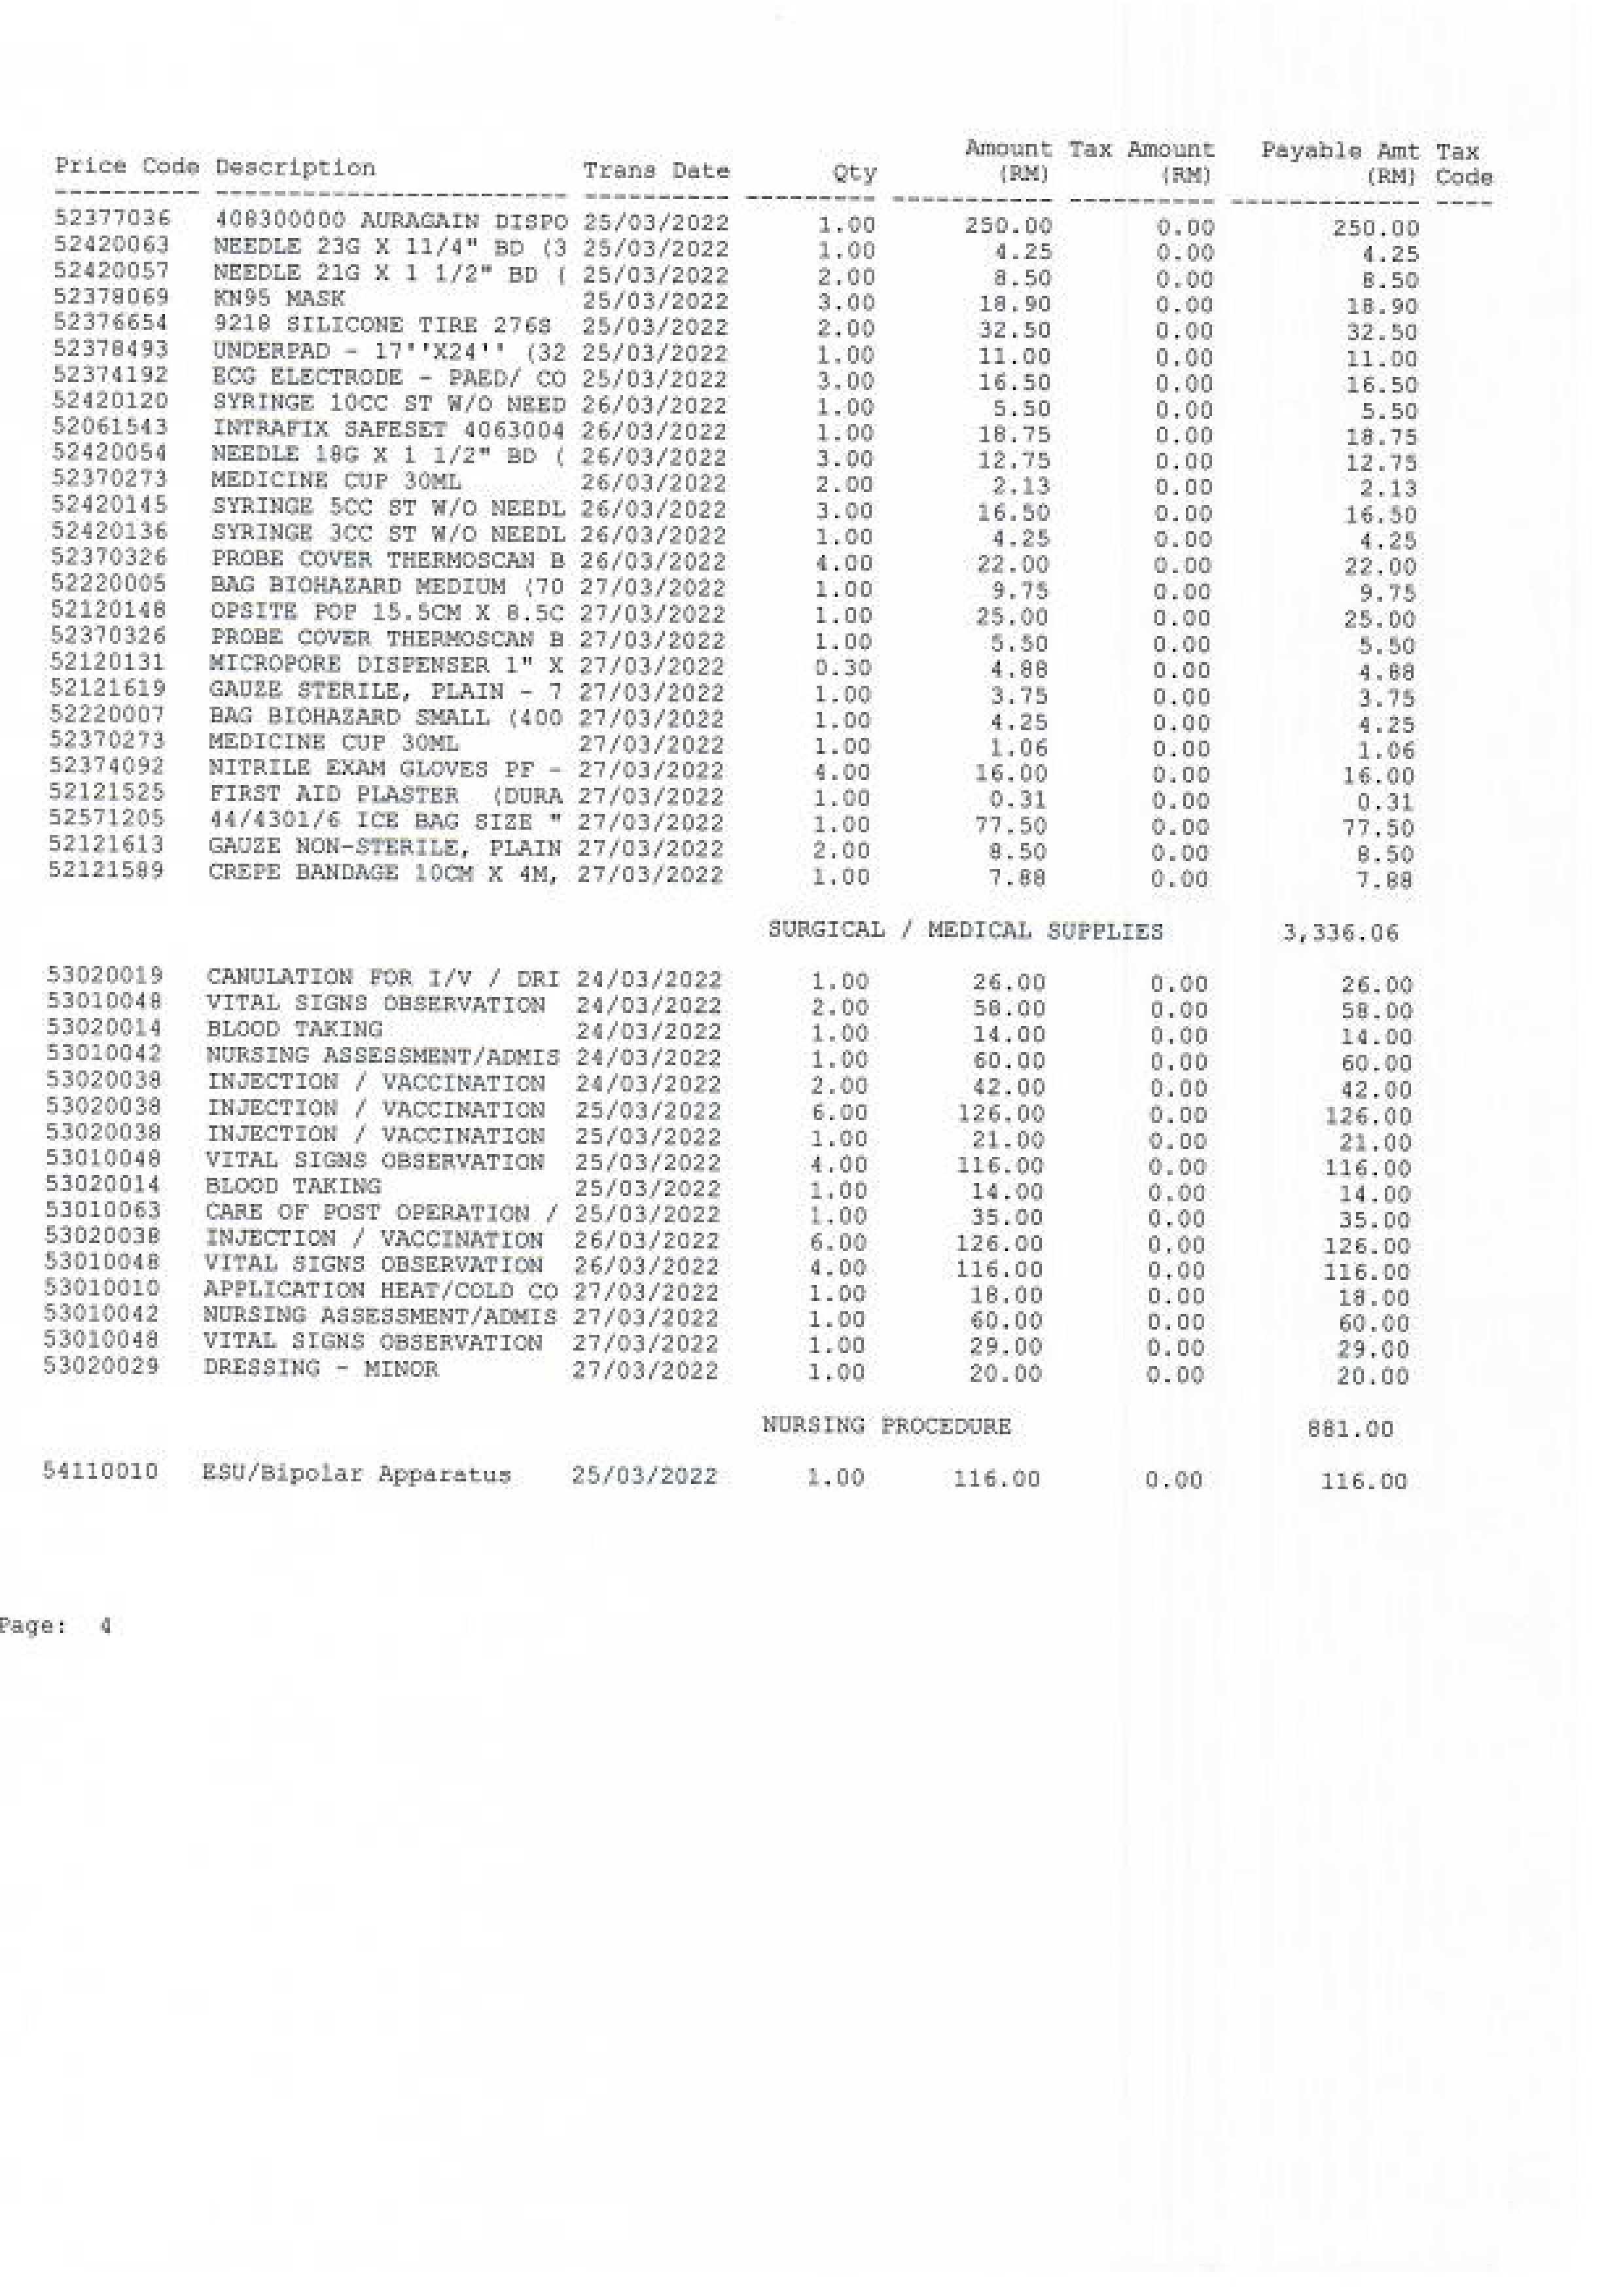 Amount Tax Amount Payable Amt Tax
Price Code Description Trans Date Qty (RM) (RM) (RM) Code
---------- ------------------------ ---------- --------- ----------- ---------- ------------- ----
52377036 408300000 AURAGAIN DISPO 25/03/2022 1.00 250.00 0.00 250.00
52420063 NEEDLE 23G X 11/4" BD (3 25/03/2022 1.00 4.25 0.00 4.25
52420057 NEEDLE 21G X 1 1/2" BD ( 25/03/2022 2.00 8.50 0.00 8.50
52378069 KN95 MASK 25/03/2022 3.00 18.90 0.00 18.90
52376654 9218 SILICONE TIRE 276S 25/03/2022 2.00 32.50 0.00 32.50
52378493 UNDERPAD - 17''X24'' (32 25/03/2022 1.00 11.00 0.00 11.00
52374192 ECG ELECTRODE - PAED/ CO 25/03/2022 3.00 16.50 0.00 16.50
52420120 SYRINGE 10CC ST W/O NEED 26/03/2022 1.00 5.50 0.00 5.50
52061543 INTRAFIX SAFESET 4063004 26/03/2022 1.00 18.75 0.00 18.75
52420054 NEEDLE 18G X 1 1/2" BD ( 26/03/2022 3.00 12.75 0.00 12.75
52370273 MEDICINE CUP 30ML 26/03/2022 2.00 2.13 0.00 2.13
52420145 SYRINGE 5CC ST W/O NEEDL 26/03/2022 3.00 16.50 0.00 16.50
52420136 SYRINGE 3CC ST W/O NEEDL 26/03/2022 1.00 4.25 0.00 4.25
52370326 PROBE COVER THERMOSCAN B 26/03/2022 4.00 22.00 0.00 22.00
52220005 BAG BIOHAZARD MEDIUM (70 27/03/2022 1.00 9.75 0.00 9.75
52120148 OPSITE POP 15.5CM X 8.5C 27/03/2022 1.00 25.00 0.00 25.00
52370326 PROBE COVER THERMOSCAN B 27/03/2022 1.00 5.50 0.00 5.50
52120131 MICROPORE DISPENSER 1" X 27/03/2022 0.30 4.88 0.00 4.88
52121619 GAUZE STERILE, PLAIN - 7 27/03/2022 1.00 3.75 0.00 3.75
52220007 BAG BIOHAZARD SMALL (400 27/03/2022 1.00 4.25 0.00 4.25
52370273 MEDICINE CUP 30ML 27/03/2022 1.00 1.06 0.00 1.06
52374092 NITRILE EXAM GLOVES PF - 27/03/2022 4.00 16.00 0.00 16.00
52121525 FIRST AID PLASTER (DURA 27/03/2022 1.00 0.31 0.00 0.31
52571205 44/4301/6 ICE BAG SIZE " 27/03/2022 1.00 77.50 0.00 77.50
52121613 GAUZE NON-STERILE, PLAIN 27/03/2022 2.00 8.50 0.00 8.50
52121589 CREPE BANDAGE 10CM X 4M, 27/03/2022 1.00 7.88 0.00 7.88
SURGICAL / MEDICAL SUPPLIES 3,336.06
53020019 CANULATION FOR I/V / DRI 24/03/2022 1.00 26.00 0.00 26.00
53010048 VITAL SIGNS OBSERVATION 24/03/2022 2.00 58.00 0.00 58.00
53020014 BLOOD TAKING 24/03/2022 1.00 14.00 0.00 14.00
53010042 NURSING ASSESSMENT/ADMIS 24/03/2022 1.00 60.00 0.00 60.00
53020038 INJECTION / VACCINATION 24/03/2022 2.00 42.00 0.00 42.00
53020038 INJECTION / VACCINATION 25/03/2022 6.00 126.00 0.00 126.00
53020038 INJECTION / VACCINATION 25/03/2022 1.00 21.00 0.00 21.00
53010048 VITAL SIGNS OBSERVATION 25/03/2022 4.00 116.00 0.00 116.00
53020014 BLOOD TAKING 25/03/2022 1.00 14.00 0.00 14.00
53010063 CARE OF POST OPERATION / 25/03/2022 1.00 35.00 0.00 35.00
53020038 INJECTION / VACCINATION 26/03/2022 6.00 126.00 0.00 126.00
53010048 VITAL SIGNS OBSERVATION 26/03/2022 4.00 116.00 0.00 116.00
53010010 APPLICATION HEAT/COLD CO 27/03/2022 1.00 18.00 0.00 18.00
53010042 NURSING ASSESSMENT/ADMIS 27/03/2022 1.00 60.00 0.00 60.00
53010048 VITAL SIGNS OBSERVATION 27/03/2022 1.00 29.00 0.00 29.00
53020029 DRESSING - MINOR 27/03/2022 1.00 20.00 0.00 20.00
NURSING PROCEDURE 881.00
54110010 ESU/Bipolar Apparatus 25/03/2022 1.00 116.00 0.00 116.00
Page: 4